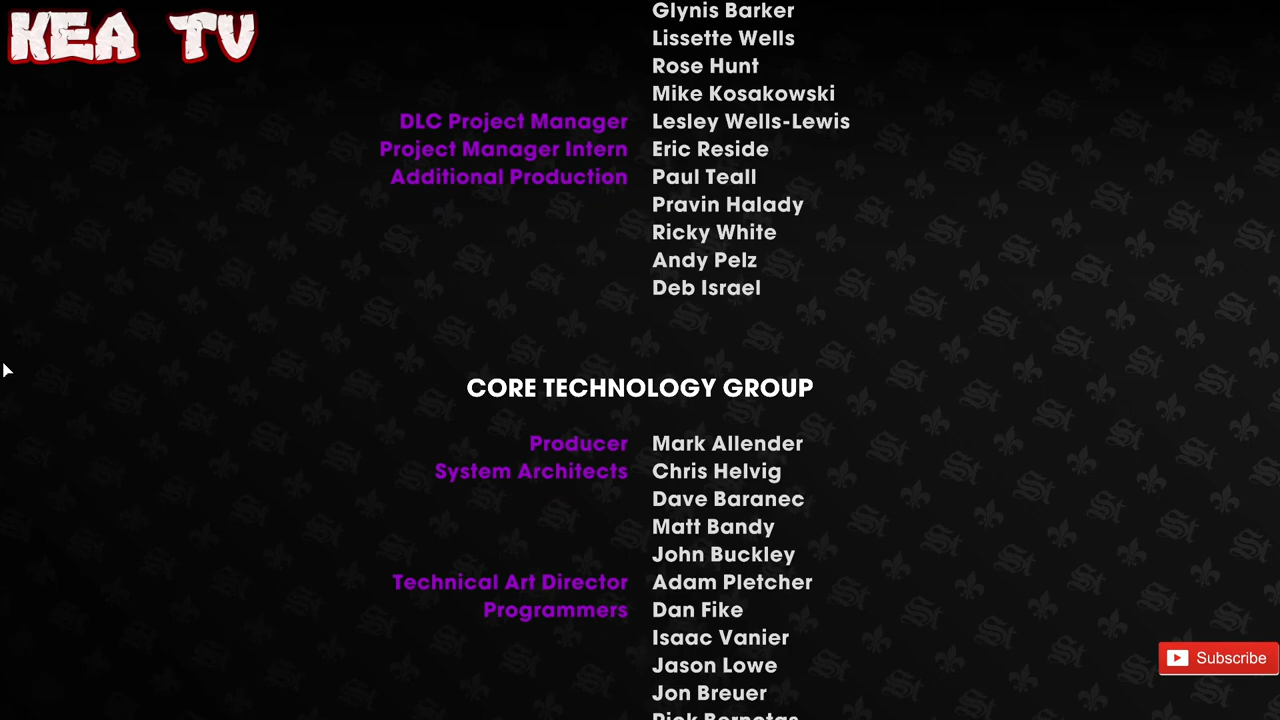 KEA TV
Glynis Barker
Lissette Wells
Rose Hunt
Mike Kosakowski
DLC Project Manager Lesley Wells-Lewis
Project Manager Intern Eric Reside
Additional Production Paul Teall
Pravin Halady
Ricky White
Andy Pelz
Deb Israel
CORE TECHNOLOGY GROUP
Producer Mark Allender
System Architects Chris Helvig
Dave Baranec
Matt Bandy
John Buckley
Technical Art Director Adam Pletcher
Programmers Dan Fike
Isaac Vanier
Jason Lowe
Subscribe
Jon Breuer